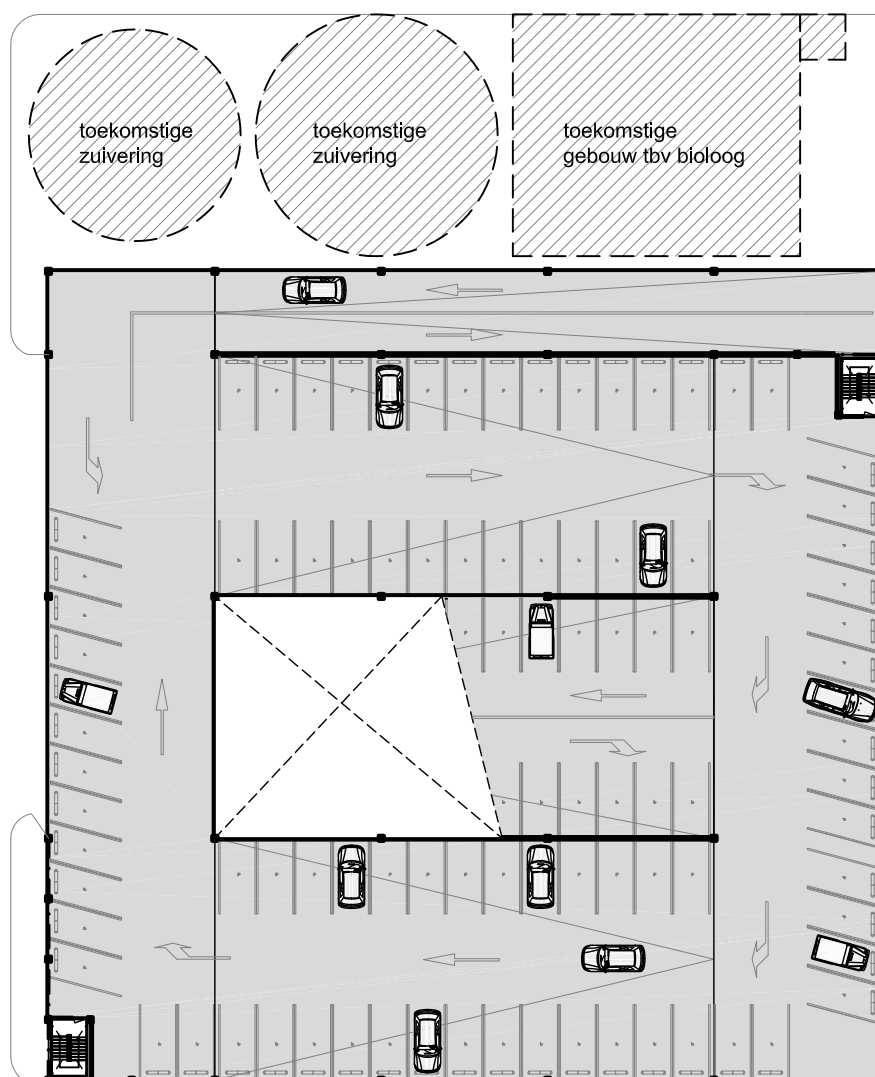 toekomstige
zuivering
toekomstige
zuivering
toekomstige
gebouw tbv bioloog